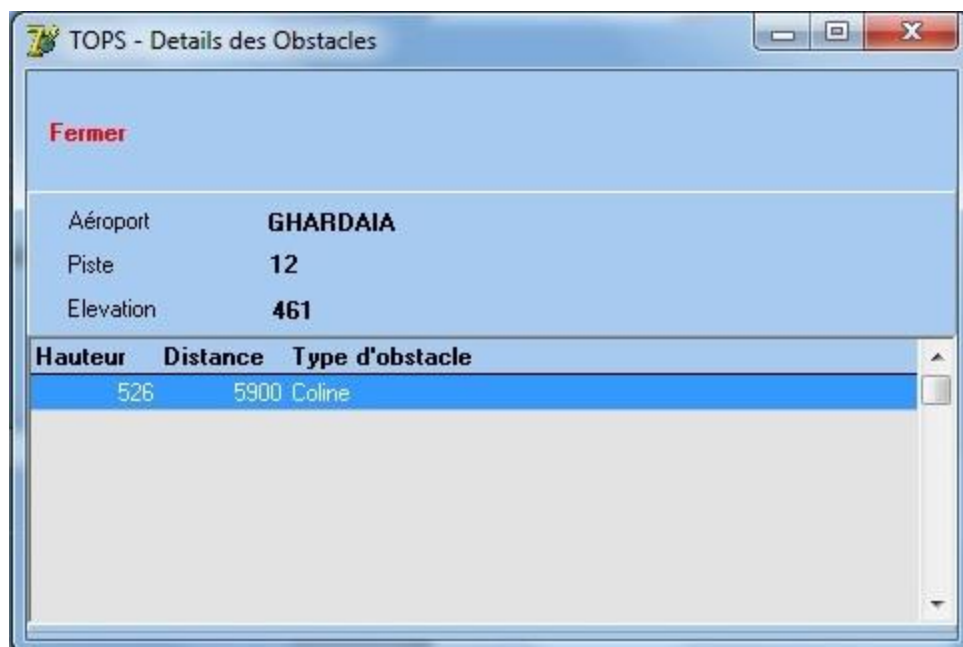 TOPS - Details des Obstacles
Fermer
Aéroport GHARDAIA
Piste 12
Elevation 461
Hauteur Distance Type d'obstacle
526 5900 Coline